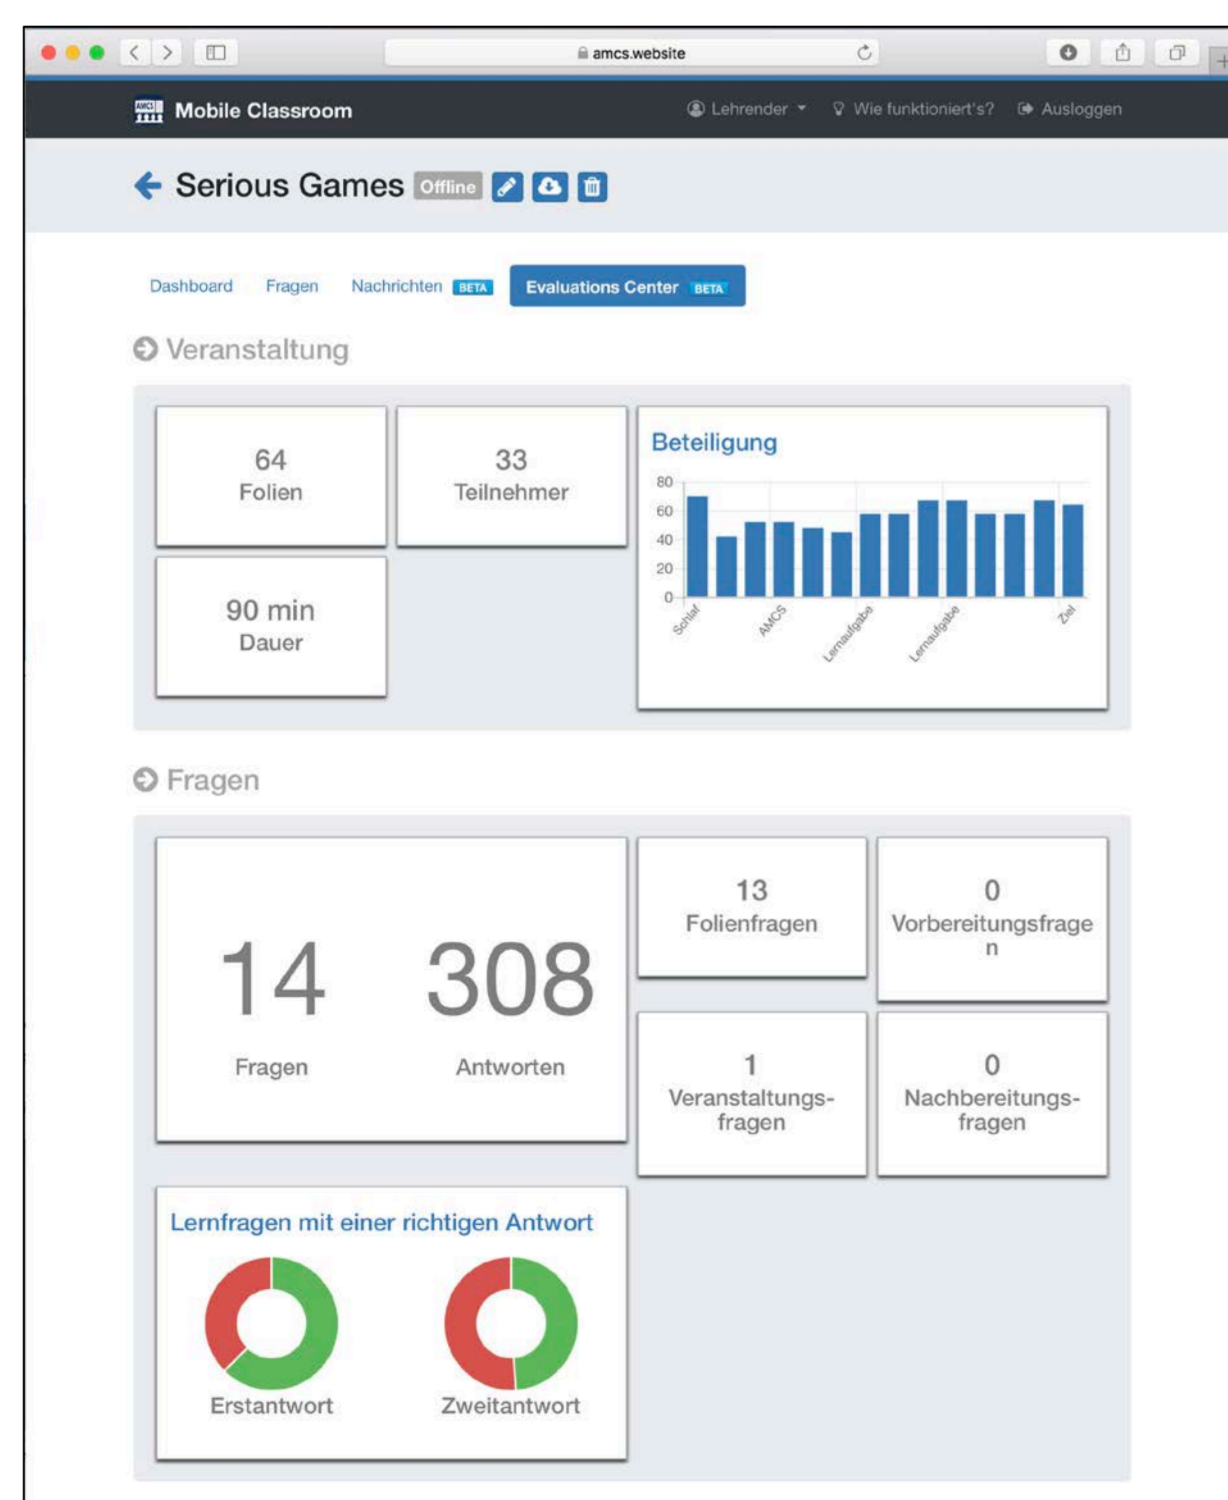 amcs.website
AMCS Mobile Classroom
Lehrender
Wie funktioniert's?
Ausloggen
Serious Games Offline
Dashboard
Fragen
Nachrichten BETA
Evaluations Center BETA
Veranstaltung
64
Folien
33
Teilnehmer
90 min
Dauer
Beteiligung
80
60
40
20
0
Schlaf
AMCS
Lernaufgabe
Lernaufgabe
Ziel
Fragen
14
Fragen
308
Antworten
13
Folienfragen
0
Vorbereitungsfrage
n
1
Veranstaltungs-
fragen
0
Nachbereitungs-
fragen
Lernfragen mit einer richtigen Antwort
Erstantwort
Zweitantwort